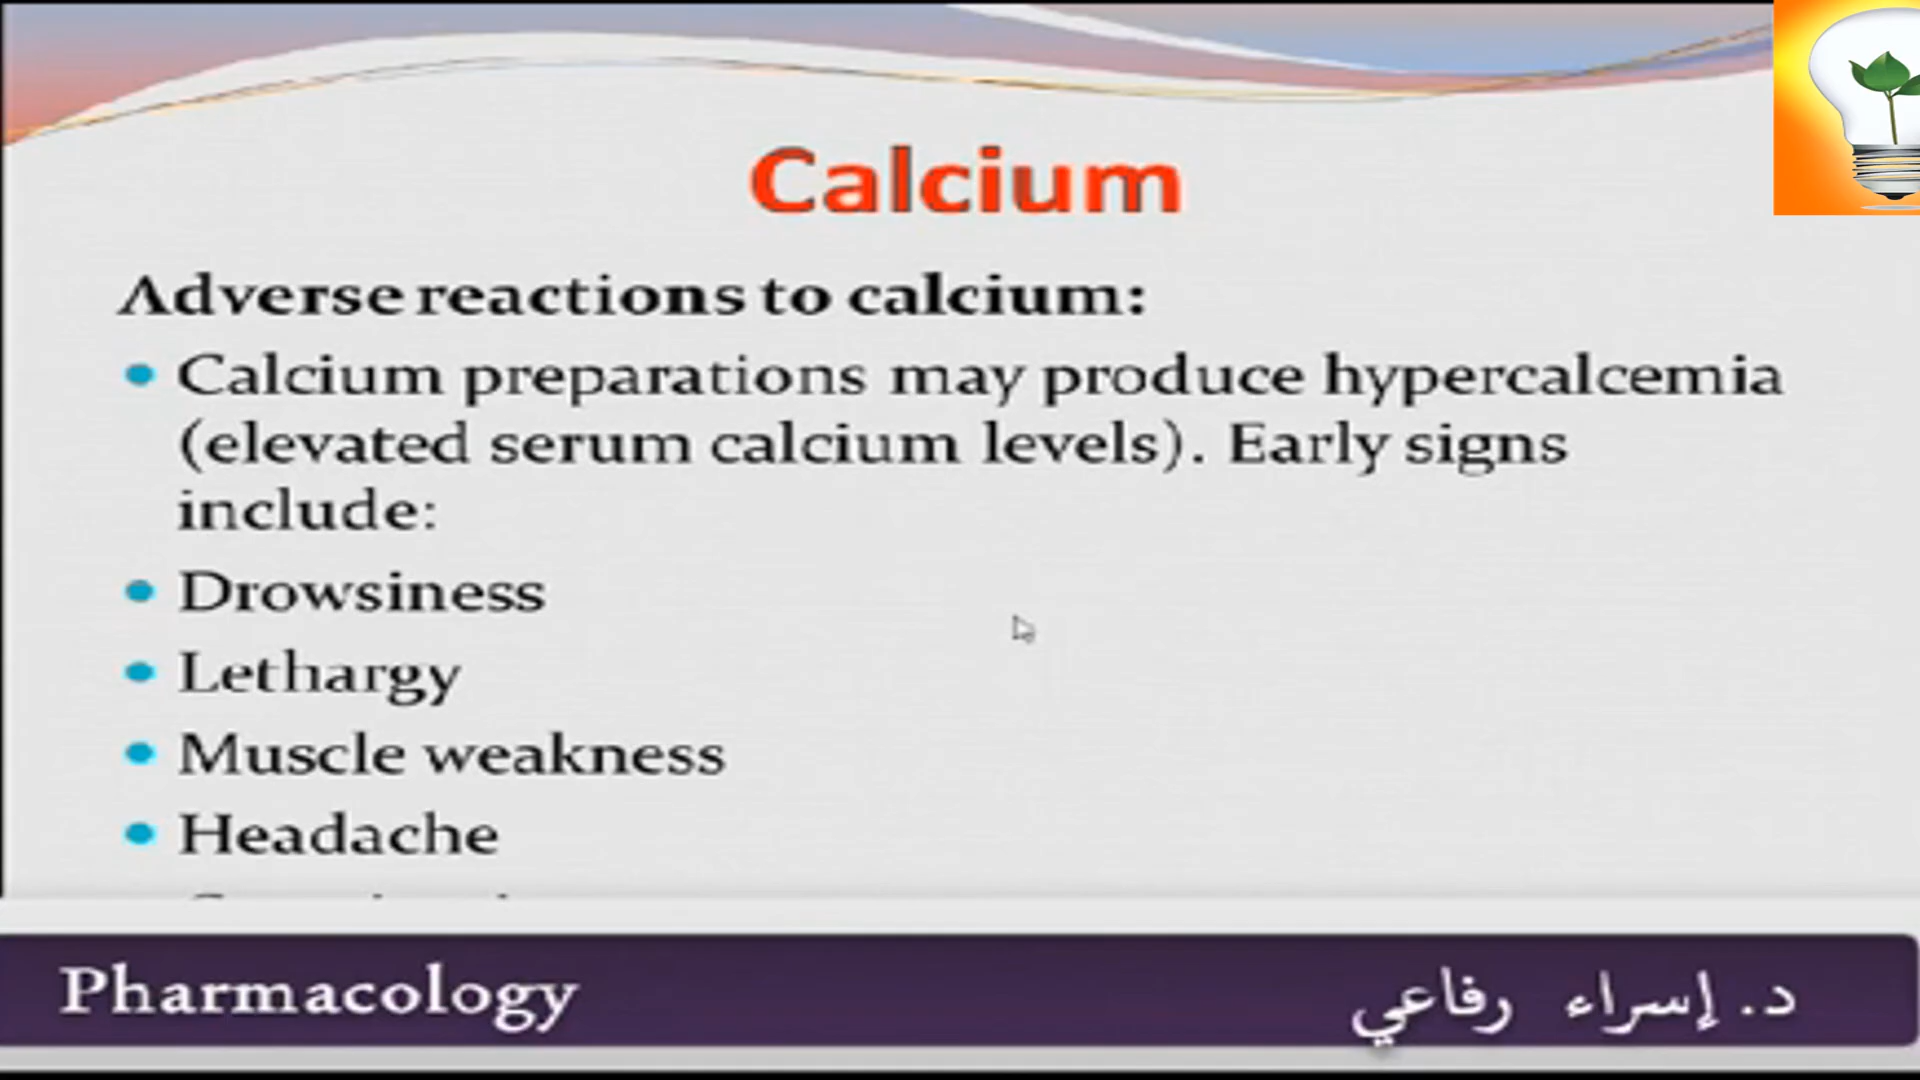 Calcium
Adverse reactions to calcium:
• Calcium preparations may produce hypercalcemia
(elevated serum calcium levels). Early signs
include:
• Drowsiness
• Lethargy
• Muscle weakness
• Headache
Pharmacology
د. إسراء رفاعي